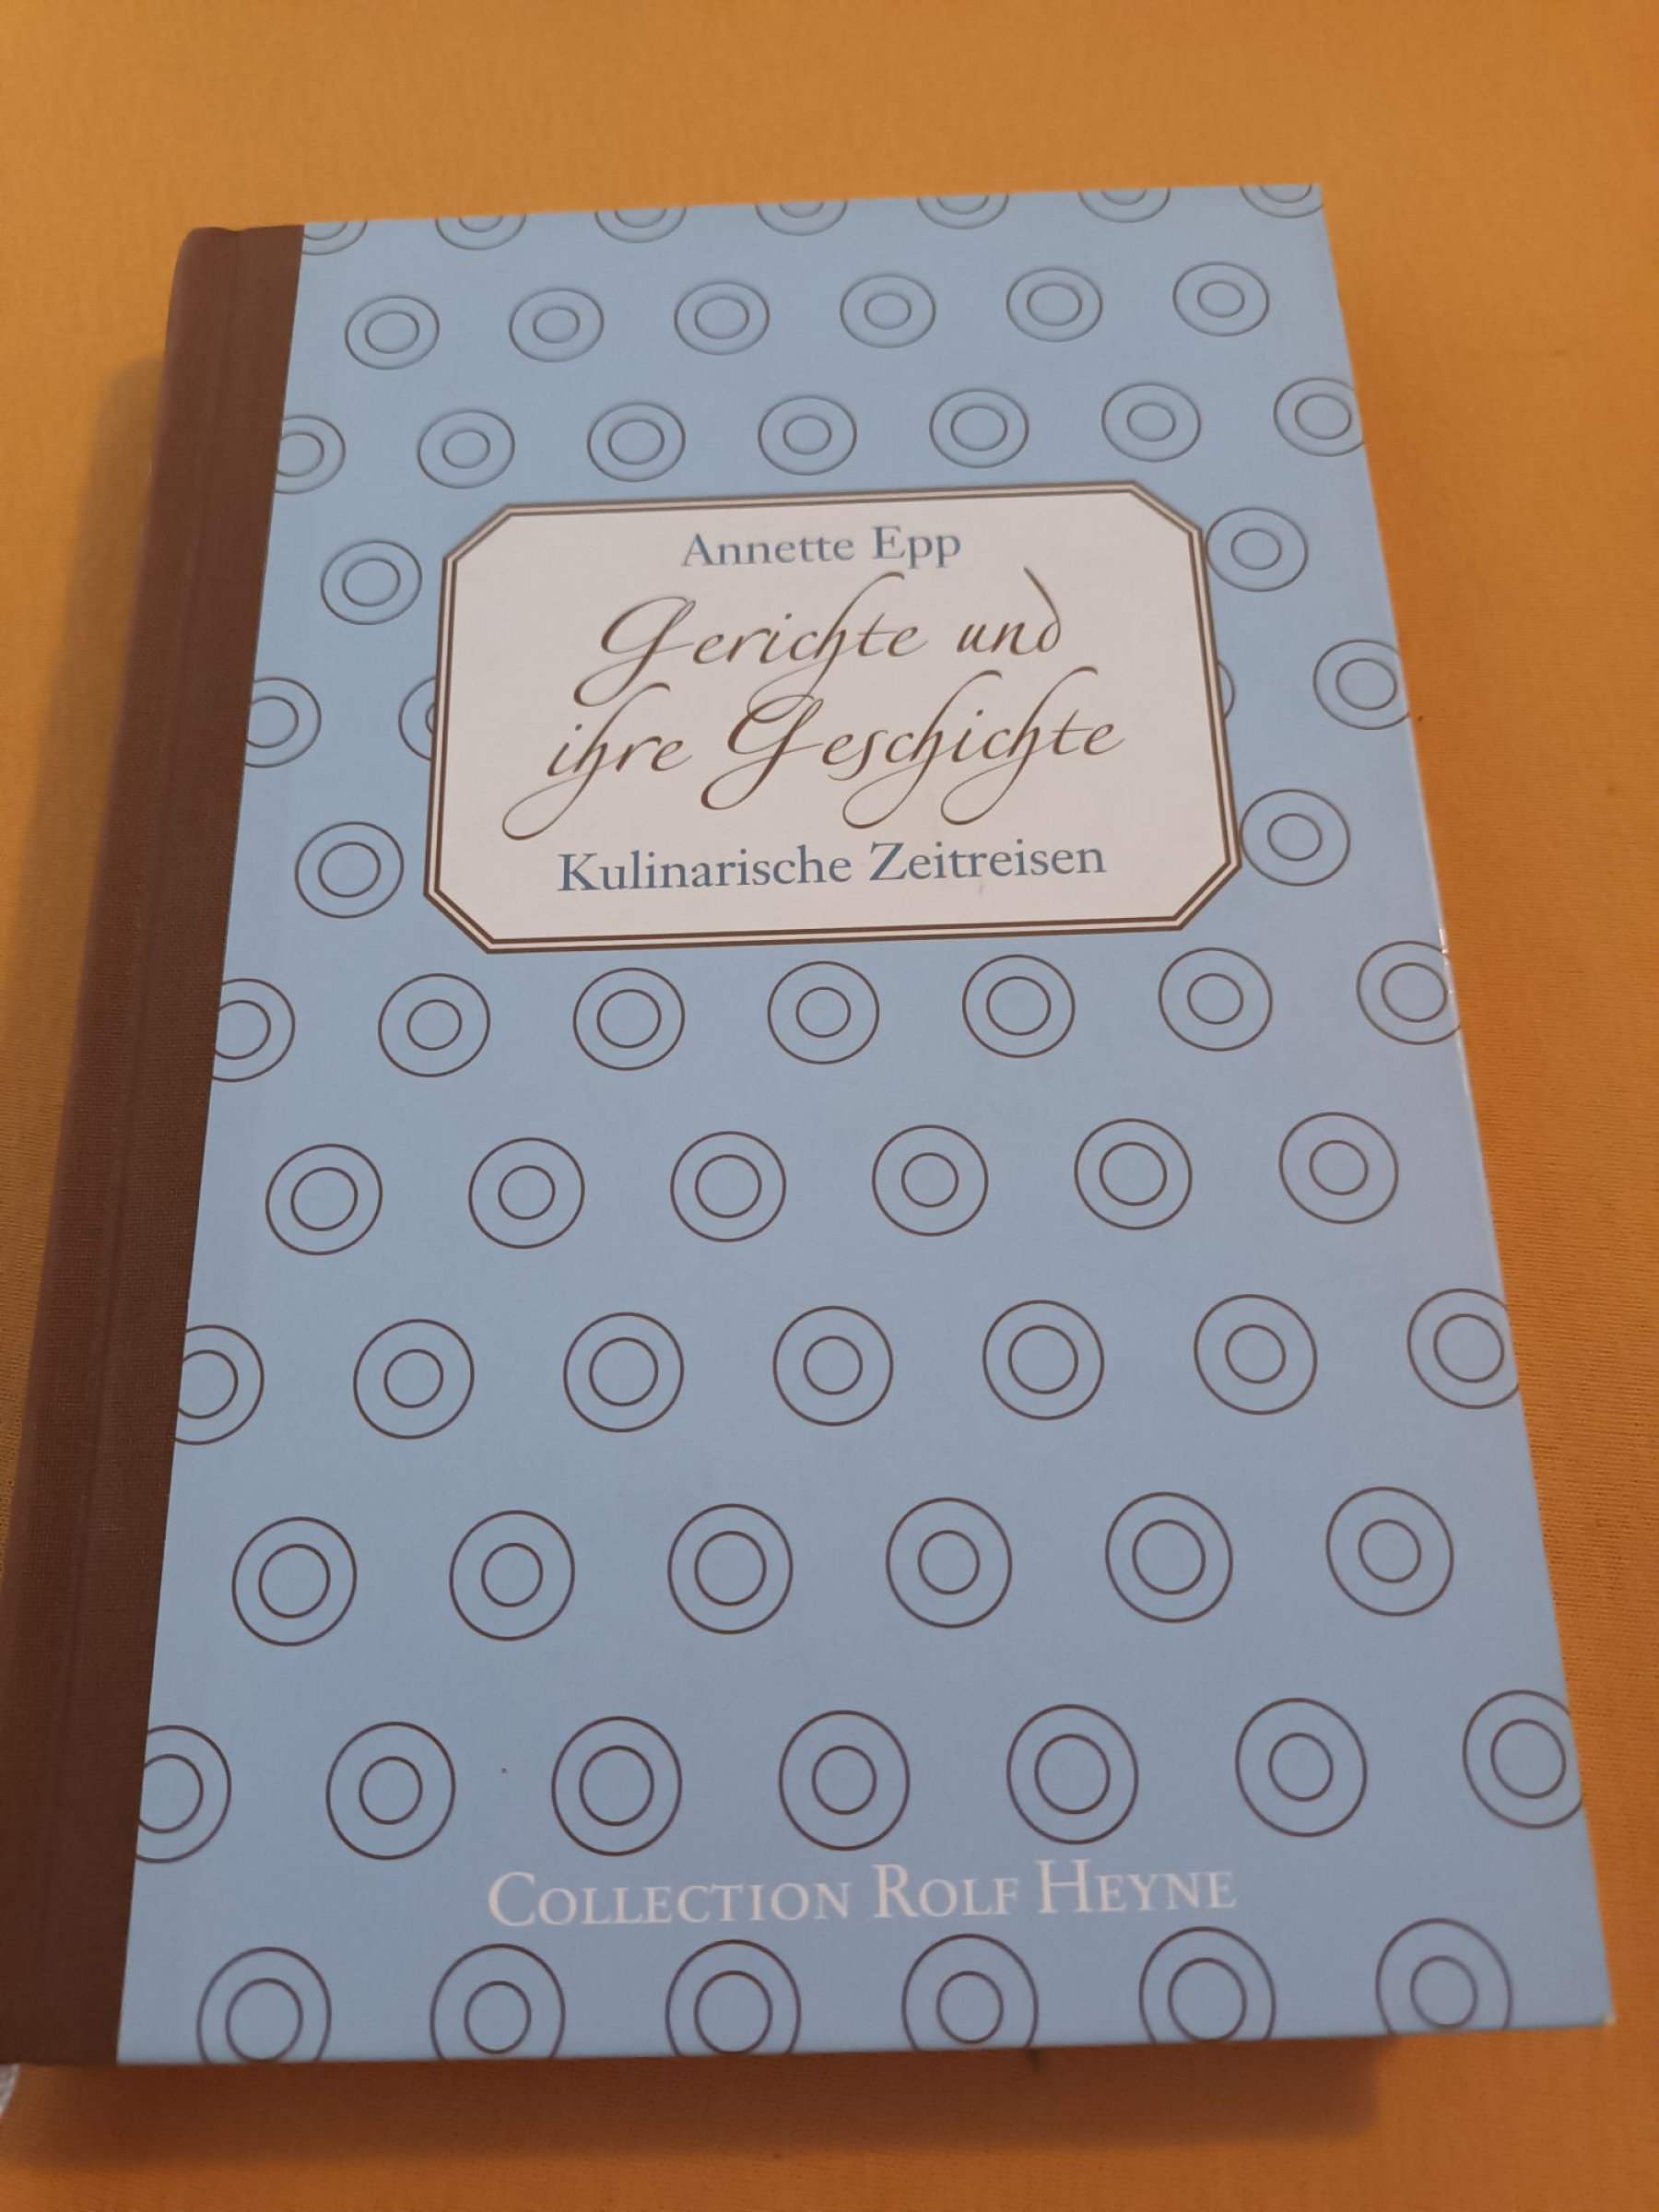 Annette Epp
Gerichte und
ihre Geschichte
Kulinarische Zeitreisen
COLLECTION ROLF HEYNE